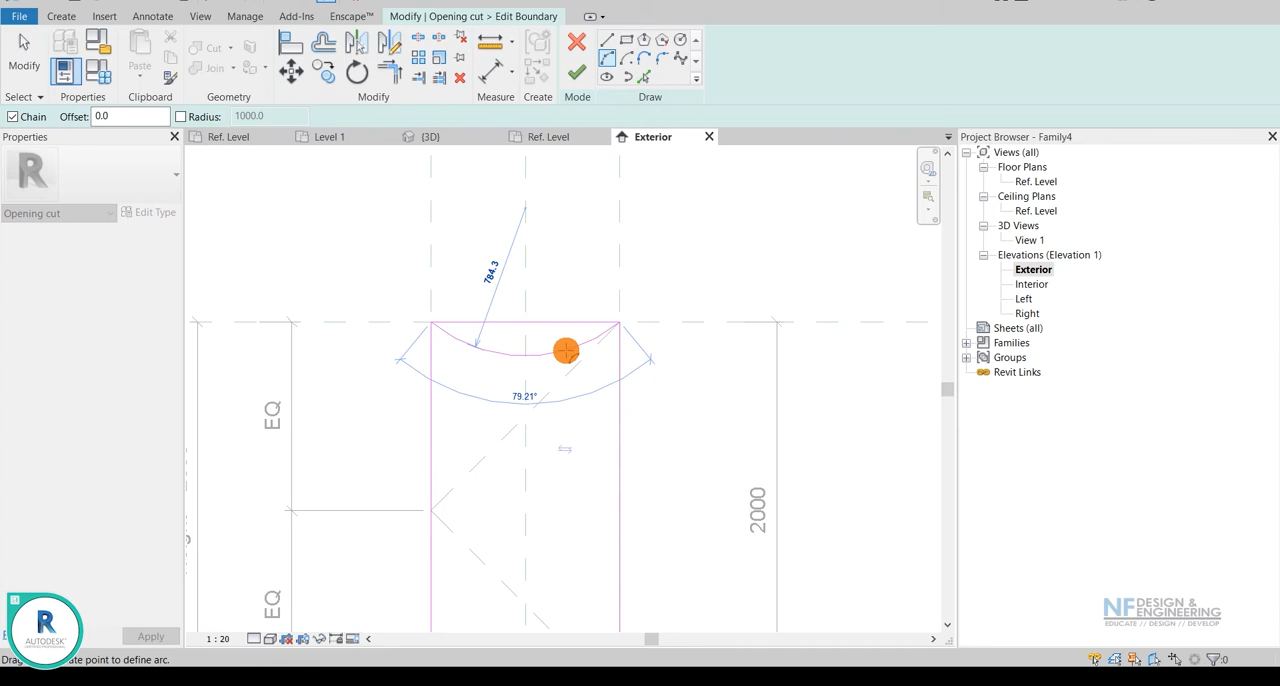 File Create Insert Annotate View Manage Add-Ins Enscape™ Modify | Opening cut > Edit Boundary
Modify
Paste
Cut
Join
Select Properties Clipboard Geometry Modify Measure Create Mode Draw
Chain Offset: 0.0 Radius: 1000.0
Properties
Ref. Level Level 1 {3D} Ref. Level Exterior
Project Browser - Family4
R
Opening cut Edit Type
Views (all)
Floor Plans
Ref. Level
Ceiling Plans
Ref. Level
3D Views
View 1
Elevations (Elevation 1)
Exterior
Interior
Left
Right
Sheets (all)
Families
Groups
Revit Links
784.3
79.21°
EQ
2000
EQ
NF DESIGN & ENGINEERING
EDUCATE // DESIGN // DEVELOP
R
AUTODESK
Apply
1 : 20
:0